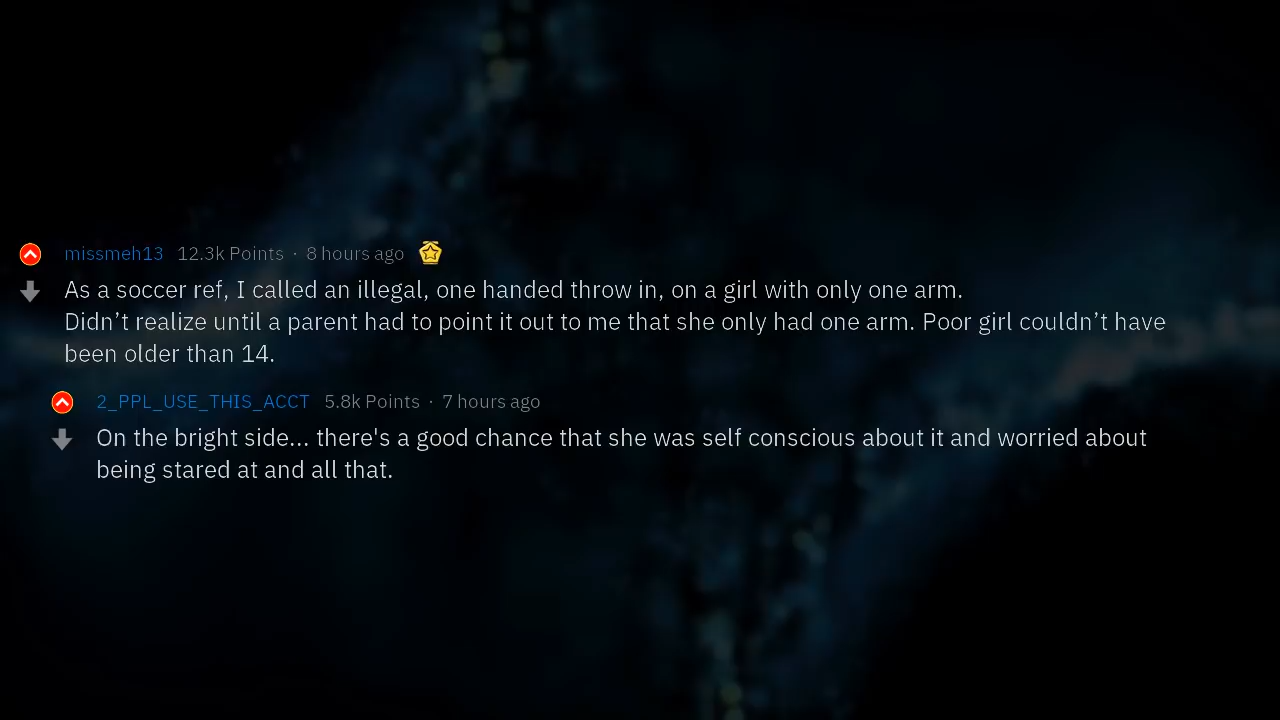 missmeh13 12.3k Points · 8 hours ago
As a soccer ref, I called an illegal, one handed throw in, on a girl with only one arm.
Didn’t realize until a parent had to point it out to me that she only had one arm. Poor girl couldn’t have
been older than 14.
2_PPL_USE_THIS_ACCT 5.8k Points · 7 hours ago
On the bright side... there's a good chance that she was self conscious about it and worried about
being stared at and all that.